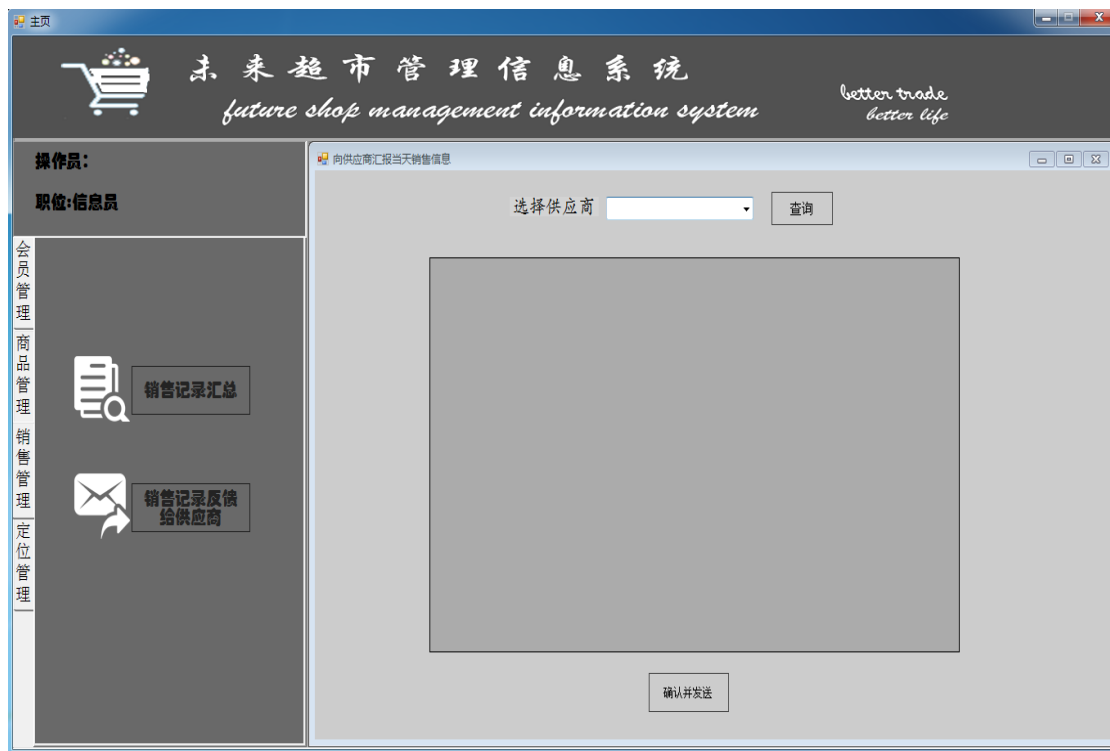 主页
未来超市管理信息系统
future shop management information system
better trade
better life
操作员:
职位:信息员
向供应商汇报当天销售信息
选择供应商
查询
会员管理
商品管理
销售管理
定位管理
销售记录汇总
销售记录反馈
给供应商
确认并发送